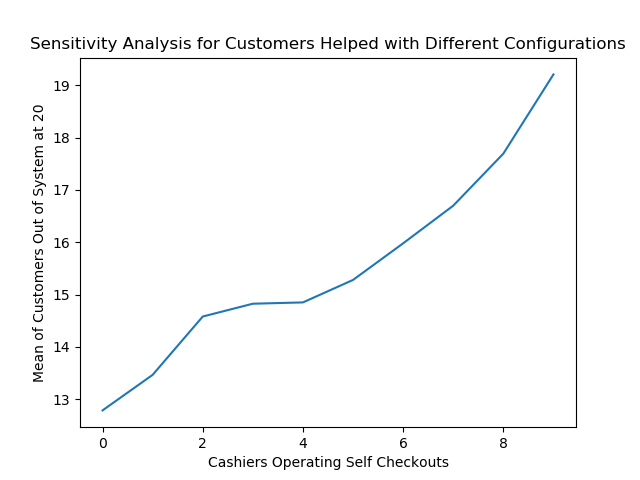 Sensitivity Analysis for Customers Helped with Different Configurations
Mean of Customers Out of System at 20
19
18
17
16
15
14
13
0 2 4 6 8
Cashiers Operating Self Checkouts